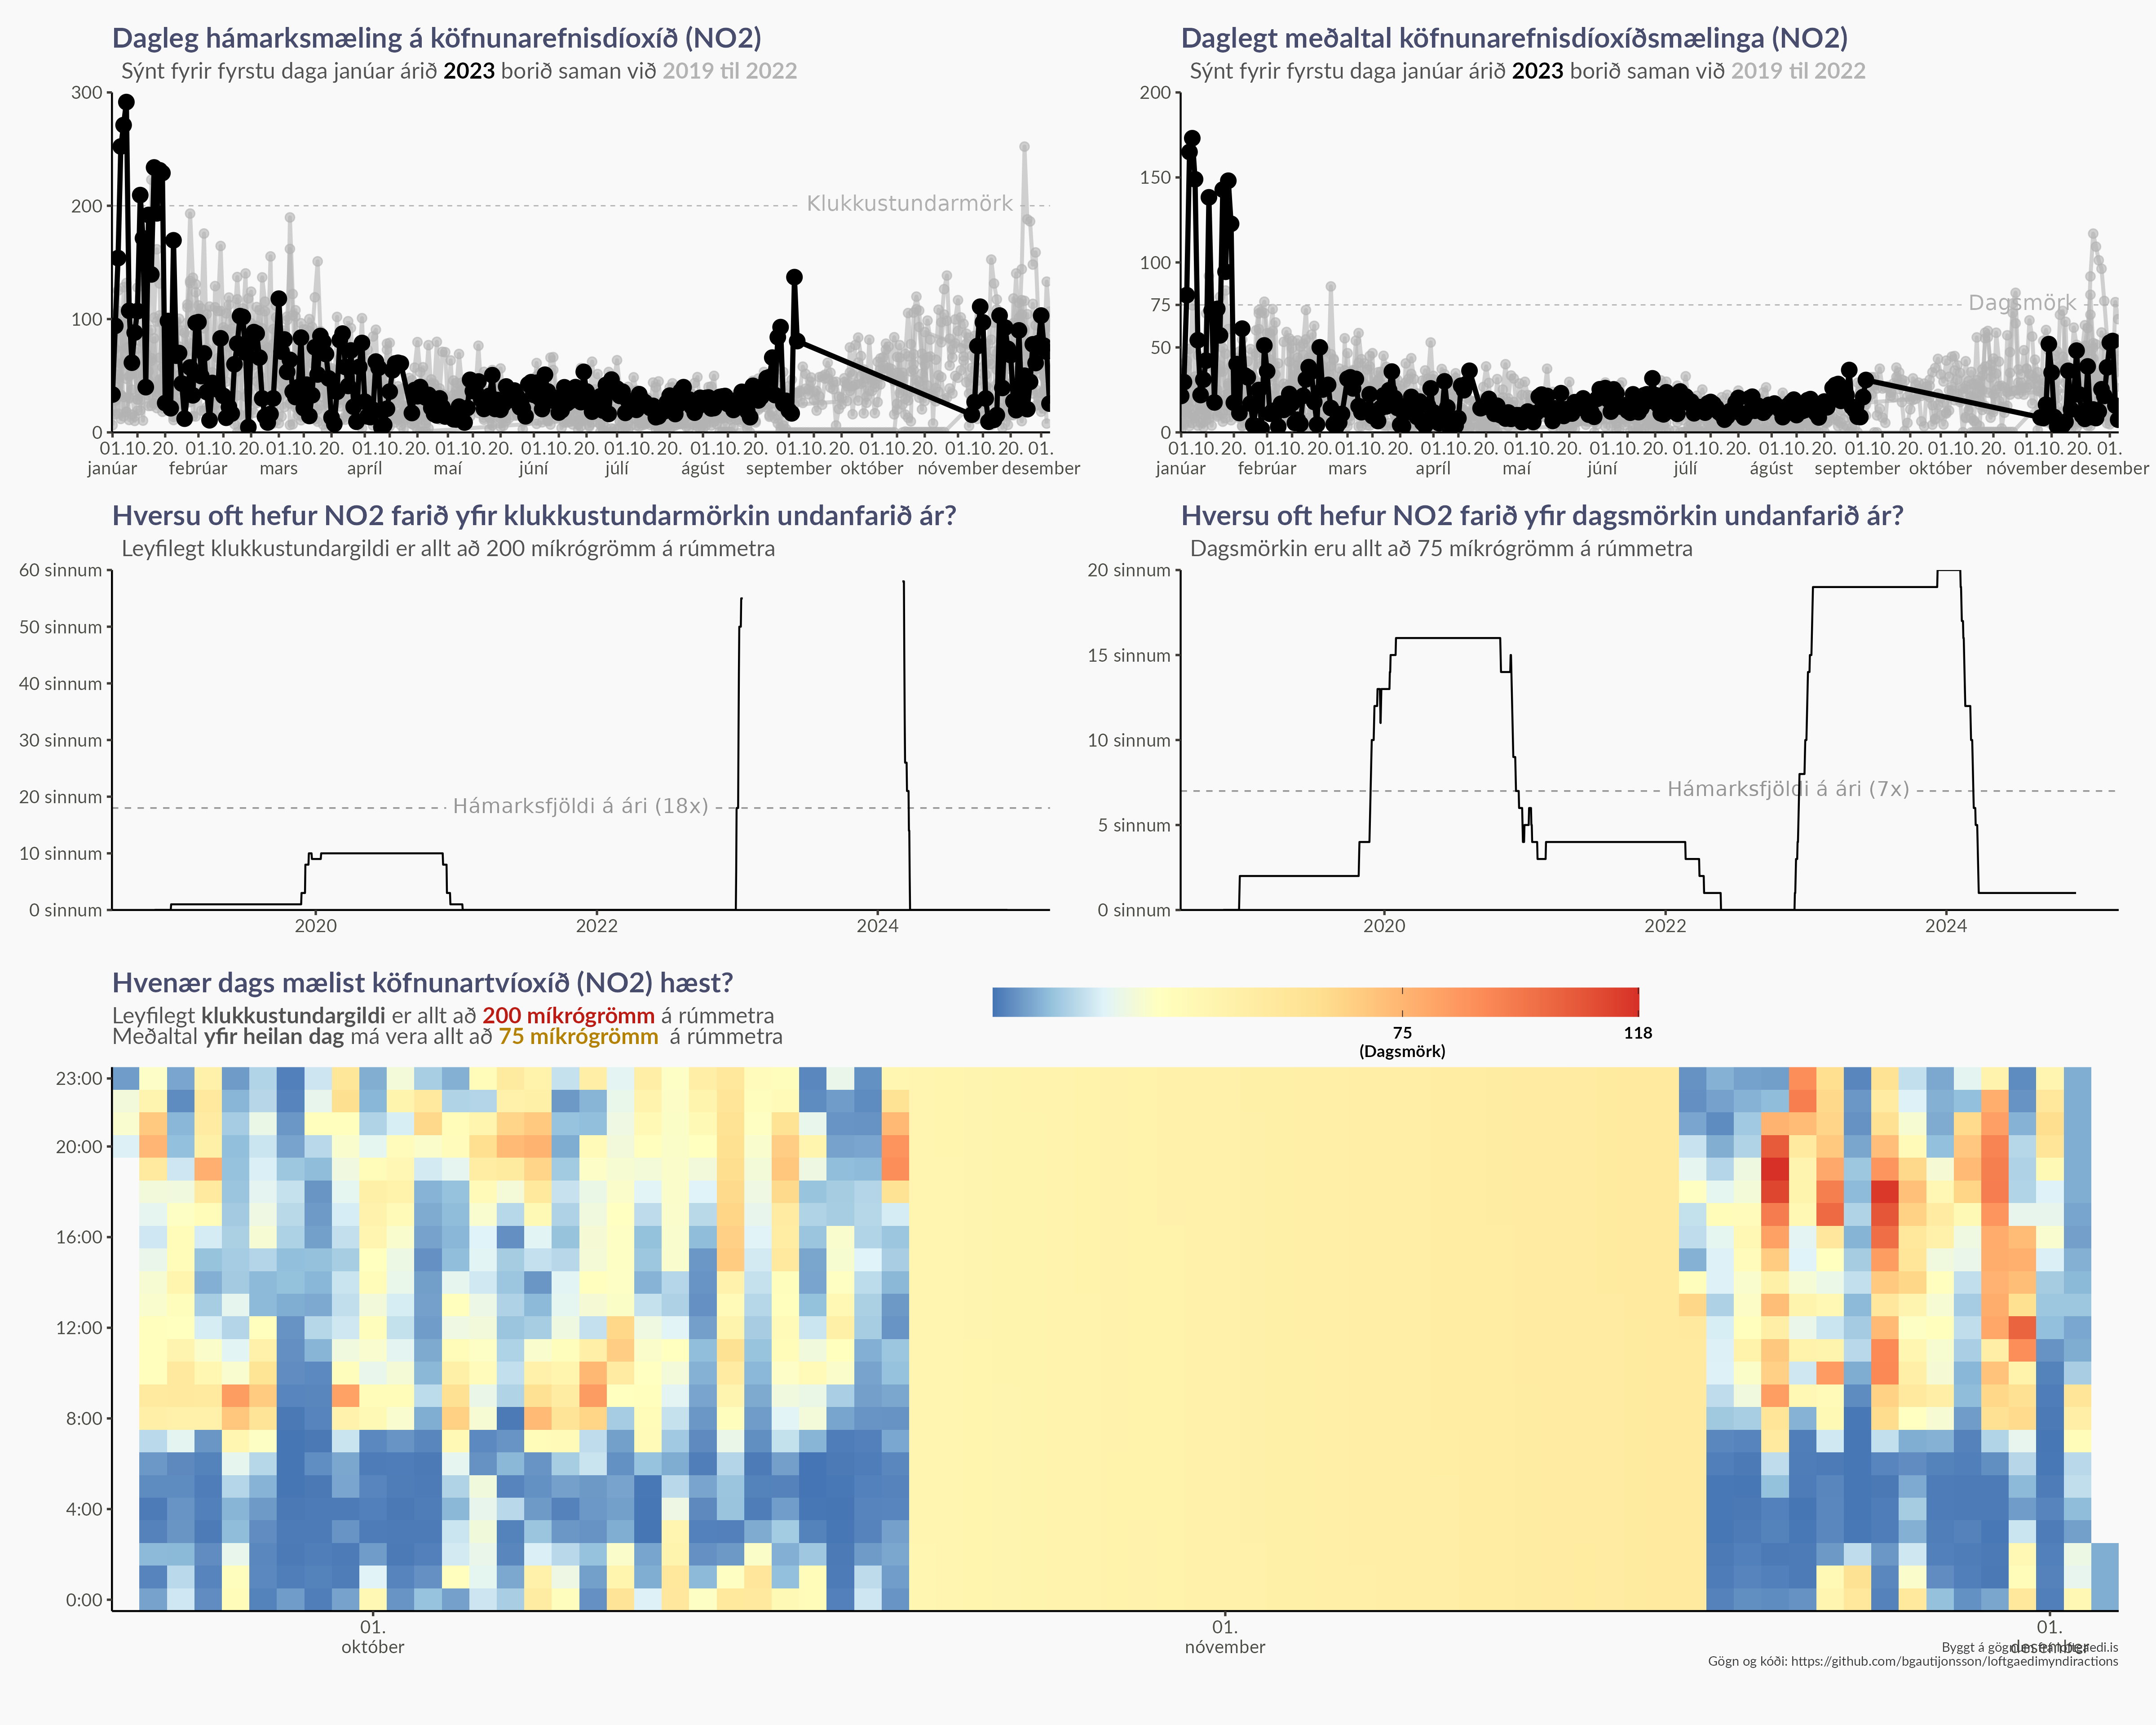 Dagleg hámarksmæling á köfnunarefnisdíoxíð (NO2)
Sýnt fyrir fyrstu daga janúar árið 2023 borið saman við 2019 til 2022
300
200
100
0
Klukkustundarmörk
01.10.20. 01.10.20. 01.10.20. 01.10.20. 01.10.20. 01.10.20. 01.10.20. 01.10.20. 01.10.20. 01.10.20. 01.10.20. 01.
janúar febrúar mars apríl maí júní júlí ágúst september október nóvember desember
Daglegt meðaltal köfnunarefnisdíoxíðsmælinga (NO2)
Sýnt fyrir fyrstu daga janúar árið 2023 borið saman við 2019 til 2022
200
150
100
75
50
0
Dagsmörk
01.10.20. 01.10.20. 01.10.20. 01.10.20. 01.10.20. 01.10.20. 01.10.20. 01.10.20. 01.10.20. 01.10.20. 01.10.20. 01.
janúar febrúar mars apríl maí júní júlí ágúst september október nóvember desember
Hversu oft hefur NO2 farið yfir klukkustundarmörkin undanfarið ár?
Leyfilegt klukkustundargildi er allt að 200 míkrógrömm á rúmmetra
60 sinnum
50 sinnum
40 sinnum
30 sinnum
20 sinnum
10 sinnum
0 sinnum
Hámarksfjöldi á ári (18x)
2020 2022 2024
Hversu oft hefur NO2 farið yfir dagsmörkin undanfarið ár?
Dagsmörkin eru allt að 75 míkrógrömm á rúmmetra
20 sinnum
15 sinnum
10 sinnum
5 sinnum
0 sinnum
Hámarksfjöldi á ári (7x)
2020 2022 2024
Hvenær dags mælist köfnunartvíoxíð (NO2) hæst?
Leyfilegt klukkustundargildi er allt að 200 míkrógrömm á rúmmetra
Meðaltal yfir heilan dag má vera allt að 75 míkrógrömm á rúmmetra
75 118
(Dagsmörk)
23:00
20:00
16:00
12:00
8:00
4:00
0:00
01. 01. 01.
október nóvember desember
Byggt á gögnum frá loftgaedi.is
Gögn og kóði: https://github.com/bgautijonsson/loftgaedimyndiractions